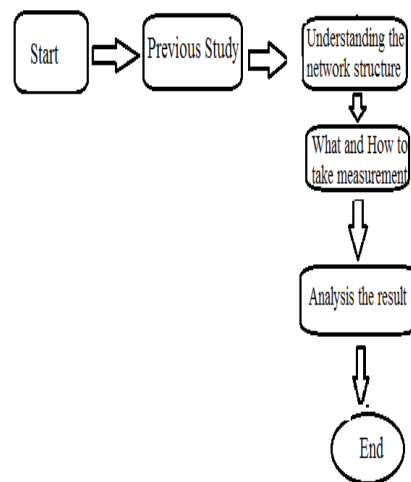 Start
Previous Study
Understanding the
network structure
What and How to
take measurement
Analysis the result
End